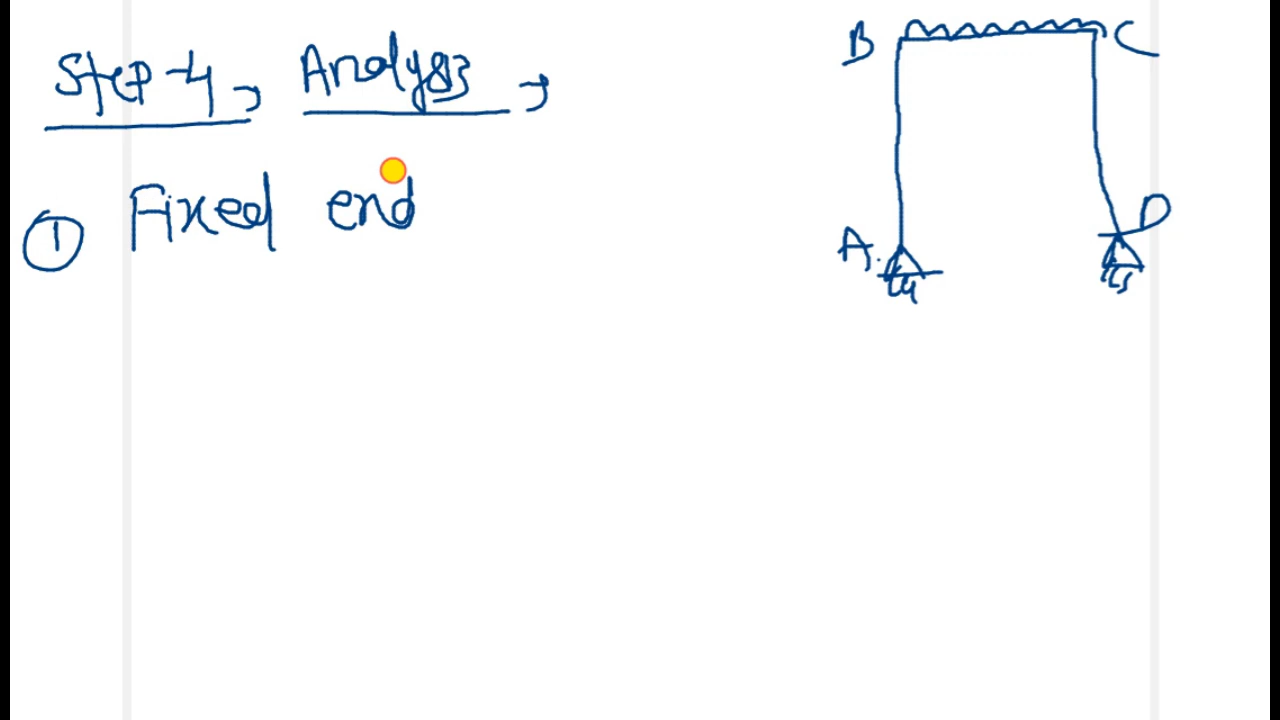 Step-4, Analysis →
① Fixed end
B
C
A.
D